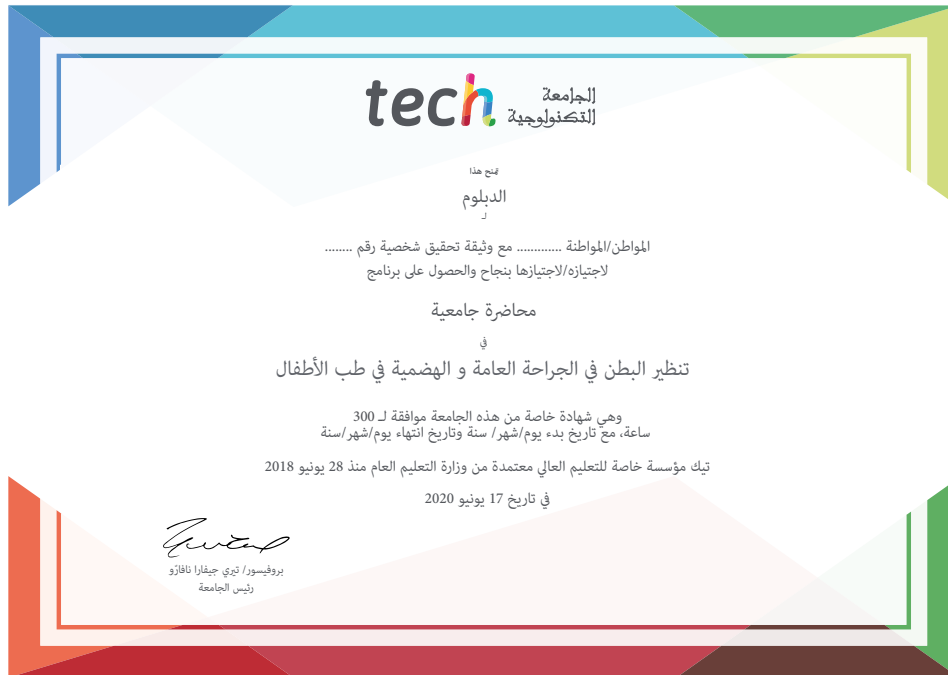 tech الجامعة
التكنولوجية
تمنح هذا
الدبلوم
لـ
المواطن/المواطنة ............. مع وثيقة تحقيق شخصية رقم ........
لاجتيازه/لاجتيازها بنجاح والحصول على برنامج
محاضرة جامعية
في
تنظير البطن في الجراحة العامة و الهضمية في طب الأطفال
وهي شهادة خاصة من هذه الجامعة موافقة لـ 300
ساعة، مع تاريخ بدء يوم/شهر/ سنة وتاريخ انتهاء يوم/شهر/سنة
تيك مؤسسة خاصة للتعليم العالي معتمدة من وزارة التعليم العام منذ 28 يونيو 2018
في تاريخ 17 يونيو 2020
بروفيسور/ تيري جيفارا نافارّو
رئيس الجامعة